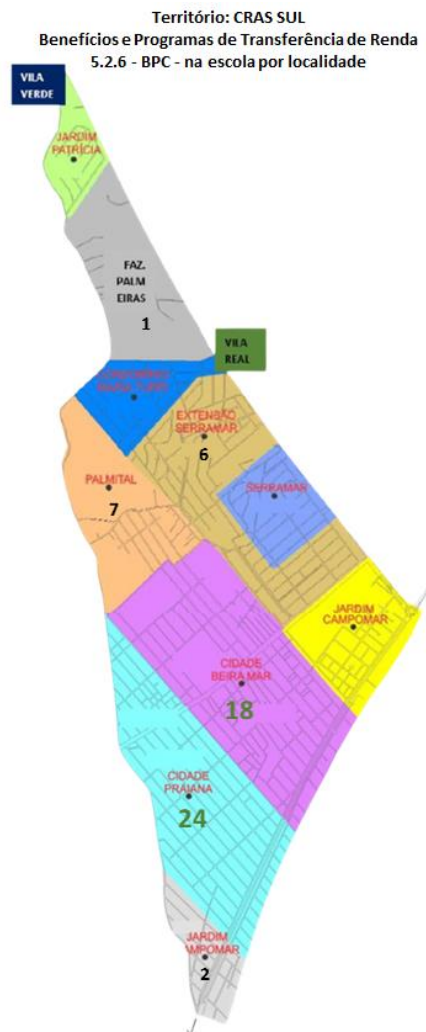 Território: CRAS SUL
Benefícios e Programas de Transferência de Renda
5.2.6 - BPC - na escola por localidade
VILA
VERDE
JARDIM
PATRÍCIA
FAZ.
PALM
EIRAS
1
VILA
REAL
EXTENSÃO
SERRAMAR
6
PALMITAL
7
SERRAMAR
JARDIM
CAMPOMAR
CIDADE
BEIRA MAR
18
CIDADE
PRAIANA
24
JARDIM
AMPOMAR
2